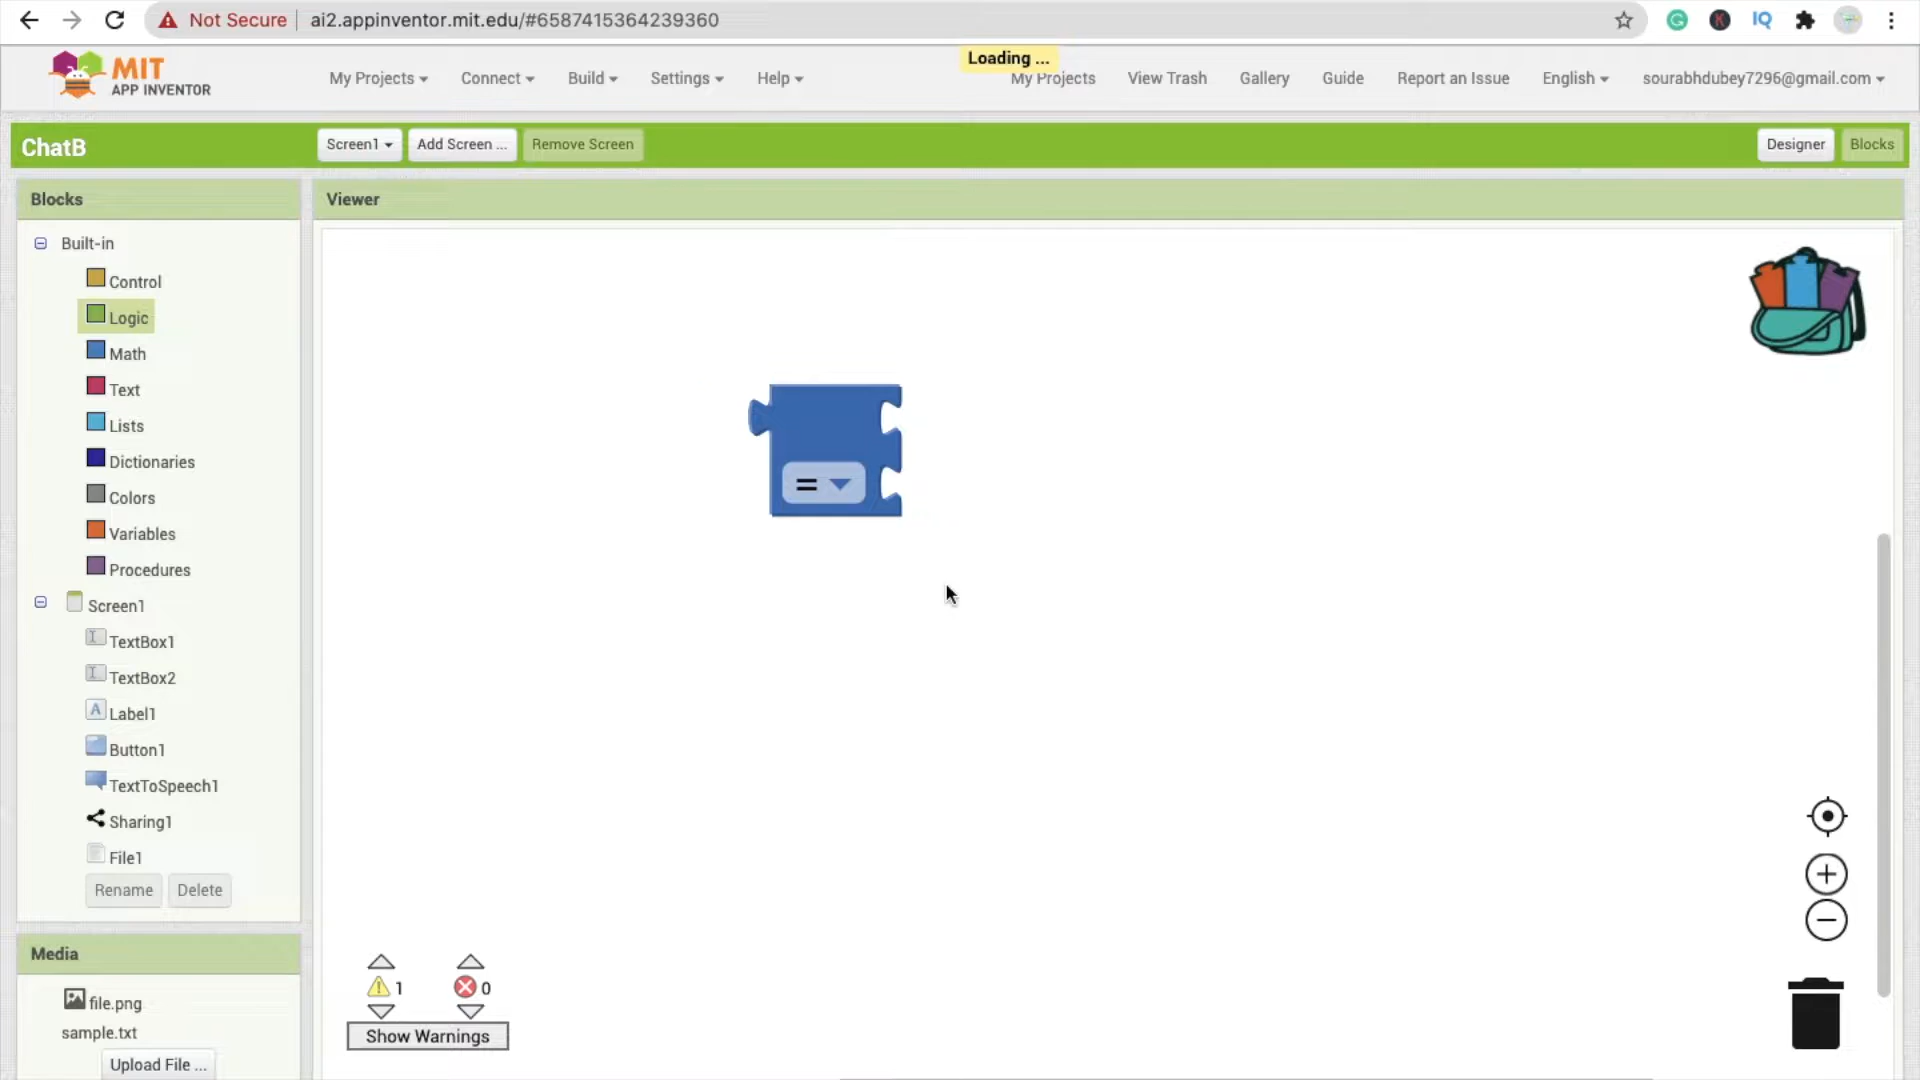 Not Secure
ai2.appinventor.mit.edu/#6587415364239360
Loading ...
MIT
APP INVENTOR
My Projects
Connect
Build
Settings
Help
My Projects
View Trash
Gallery
Guide
Report an Issue
English
sourabhdubey7296@gmail.com
ChatB
Screen1
Add Screen ...
Remove Screen
Designer
Blocks
Blocks
Viewer
Built-in
Control
Logic
Math
Text
Lists
Dictionaries
Colors
Variables
Procedures
Screen1
TextBox1
TextBox2
Label1
Button1
TextToSpeech1
Sharing1
File1
Rename
Delete
=
Media
file.png
sample.txt
Upload File ...
1
0
Show Warnings